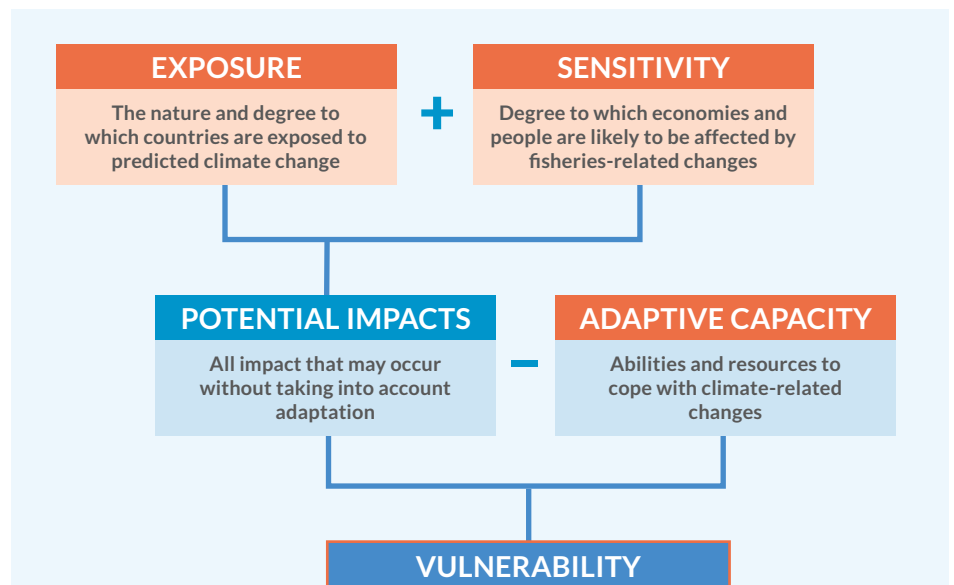 EXPOSURE
The nature and degree to
which countries are exposed to
predicted climate change
+
SENSITIVITY
Degree to which economies and
people are likely to be affected by
fisheries-related changes
POTENTIAL IMPACTS
All impact that may occur
without taking into account
adaptation
–
ADAPTIVE CAPACITY
Abilities and resources to
cope with climate-related
changes
VULNERABILITY